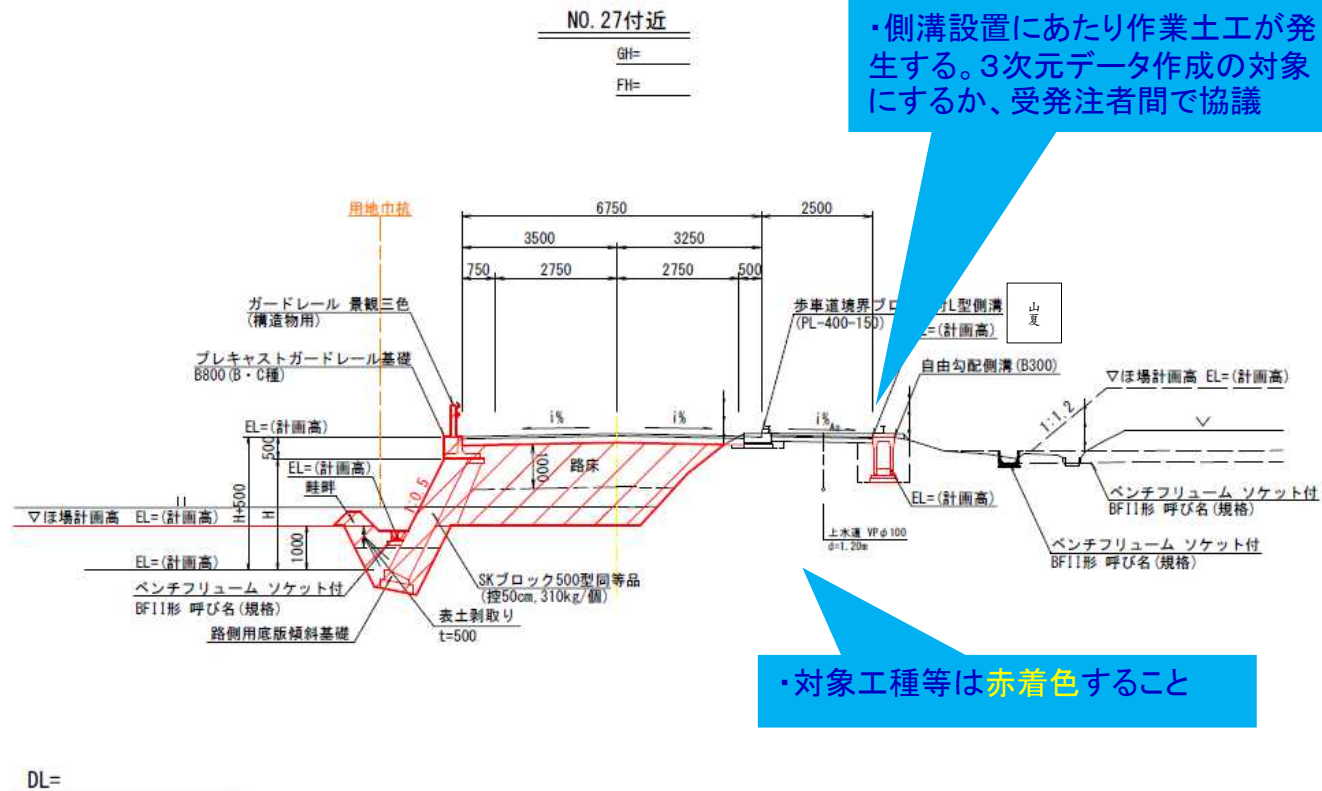 NO.27付近
GH=
FH=
・側溝設置にあたり作業土工が発
生する。3次元データ作成の対象
にするか、受発注者間で協議
用地巾杭
6750
2500
3500
3250
750
2750
2750
500
ガードレール 景観三色
(構造物用)
プレキャストガードレール基礎
B800(B・C種)
歩車道境界ブロ
付L型側溝
(PL-400-150)
=(計画高)
山
夏
自由勾配側溝(B300)
▽ほ場計画高 EL=(計画高)
1:1.2
▽
i%
i%
i%
EL=(計画高)
500
EL=(計画高)
畦畔
1:0.5
1000
路床
H+500
H
▽ほ場計画高 EL=(計画高)
1000
EL=(計画高)
EL=(計画高)
上水道 VPφ100
d=1.20m
ベンチフリューム ソケット付
BFII形 呼び名(規格)
ベンチフリューム ソケット付
BFII形 呼び名(規格)
ベンチフリューム ソケット付
BFII形 呼び名(規格)
SKブロック500型同等品
(控50cm,310kg/個)
表土剥取り
t=500
路側用底版傾斜基礎
・対象工種等は赤着色すること
DL=